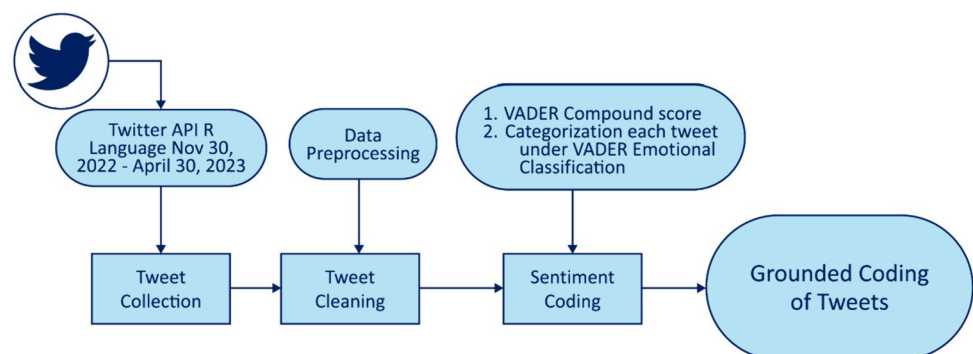 Twitter API R
Language Nov 30,
2022 - April 30, 2023
Data
Preprocessing
1. VADER Compound score
2. Categorization each tweet
under VADER Emotional
Classification
Tweet
Collection
Tweet
Cleaning
Sentiment
Coding
Grounded Coding
of Tweets